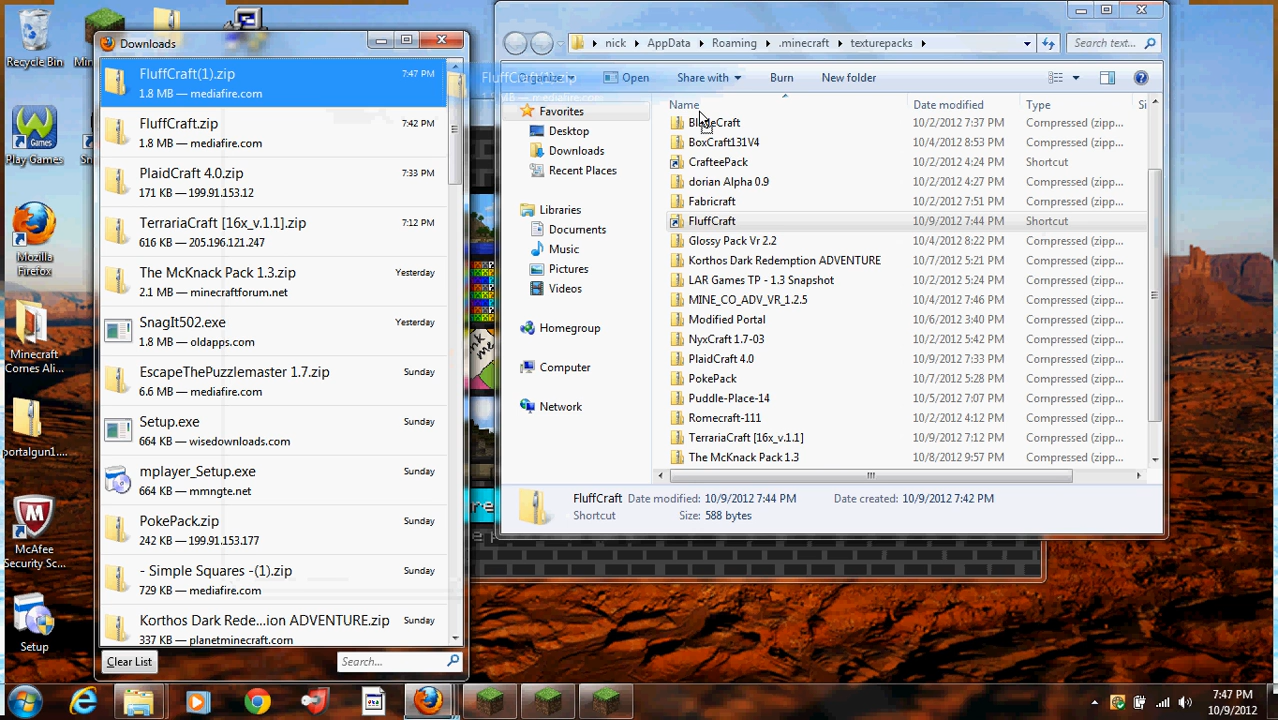 Recycle Bin
Play Games
Mozilla
Firefox
Minecraft
Comes Ali...
portalgun1....
McAfee
Security Sc...
Setup
Downloads
FluffCraft(1).zip
7:47 PM
1.8 MB — mediafire.com
FluffCraft.zip
7:42 PM
1.8 MB — mediafire.com
PlaidCraft 4.0.zip
7:33 PM
171 KB — 199.91.153.12
TerrariaCraft [16x_v.1.1].zip
7:12 PM
616 KB — 205.196.121.247
The McKnack Pack 1.3.zip
Yesterday
2.1 MB — minecraftforum.net
SnagIt502.exe
Yesterday
1.8 MB — oldapps.com
EscapeThePuzzlemaster 1.7.zip
Sunday
6.6 MB — mediafire.com
Setup.exe
Sunday
664 KB — wisedownloads.com
mplayer_Setup.exe
Sunday
664 KB — mmngte.net
PokePack.zip
Sunday
242 KB — 199.91.153.177
- Simple Squares -(1).zip
Sunday
729 KB — mediafire.com
Korthos Dark Rede...ion ADVENTURE.zip
Sunday
337 KB — planetminecraft.com
Clear List
Search...
nick
AppData
Roaming
.minecraft
texturepacks
Search tex...
Organize
Open
Share with
Burn
New folder
Favorites
Desktop
Downloads
Recent Places
Libraries
Documents
Music
Pictures
Videos
Homegroup
Computer
Network
Name
Date modified
Type
Si
10/2/2012 7:37 PM Compressed (zipp...
BoxCraft131V4 10/4/2012 8:53 PM Compressed (zipp...
CrafteePack 10/2/2012 4:24 PM Shortcut
dorian Alpha 0.9 10/2/2012 4:27 PM Compressed (zipp...
Fabricraft 10/2/2012 7:51 PM Compressed (zipp...
FluffCraft 10/9/2012 7:44 PM Shortcut
Glossy Pack Vr 2.2 10/4/2012 8:22 PM Compressed (zipp...
Korthos Dark Redemption ADVENTURE 10/7/2012 5:21 PM Compressed (zipp...
LAR Games TP - 1.3 Snapshot 10/2/2012 5:24 PM Compressed (zipp...
MINE_CO_ADV_VR_1.2.5 10/4/2012 7:46 PM Compressed (zipp...
Modified Portal 10/6/2012 3:40 PM Compressed (zipp...
NyxCraft 1.7-03 10/2/2012 5:42 PM Compressed (zipp...
PlaidCraft 4.0 10/9/2012 7:33 PM Compressed (zipp...
PokePack 10/7/2012 5:28 PM Compressed (zipp...
Puddle-Place-14 10/5/2012 7:07 PM Compressed (zipp...
Romecraft-111 10/2/2012 4:12 PM Compressed (zipp...
TerrariaCraft [16x_v.1.1] 10/9/2012 7:12 PM Compressed (zipp...
The McKnack Pack 1.3 10/8/2012 9:57 PM Compressed (zipp...
FluffCraft Date modified: 10/9/2012 7:44 PM Date created: 10/9/2012 7:42 PM
Shortcut Size: 588 bytes
7:47 PM
10/9/2012